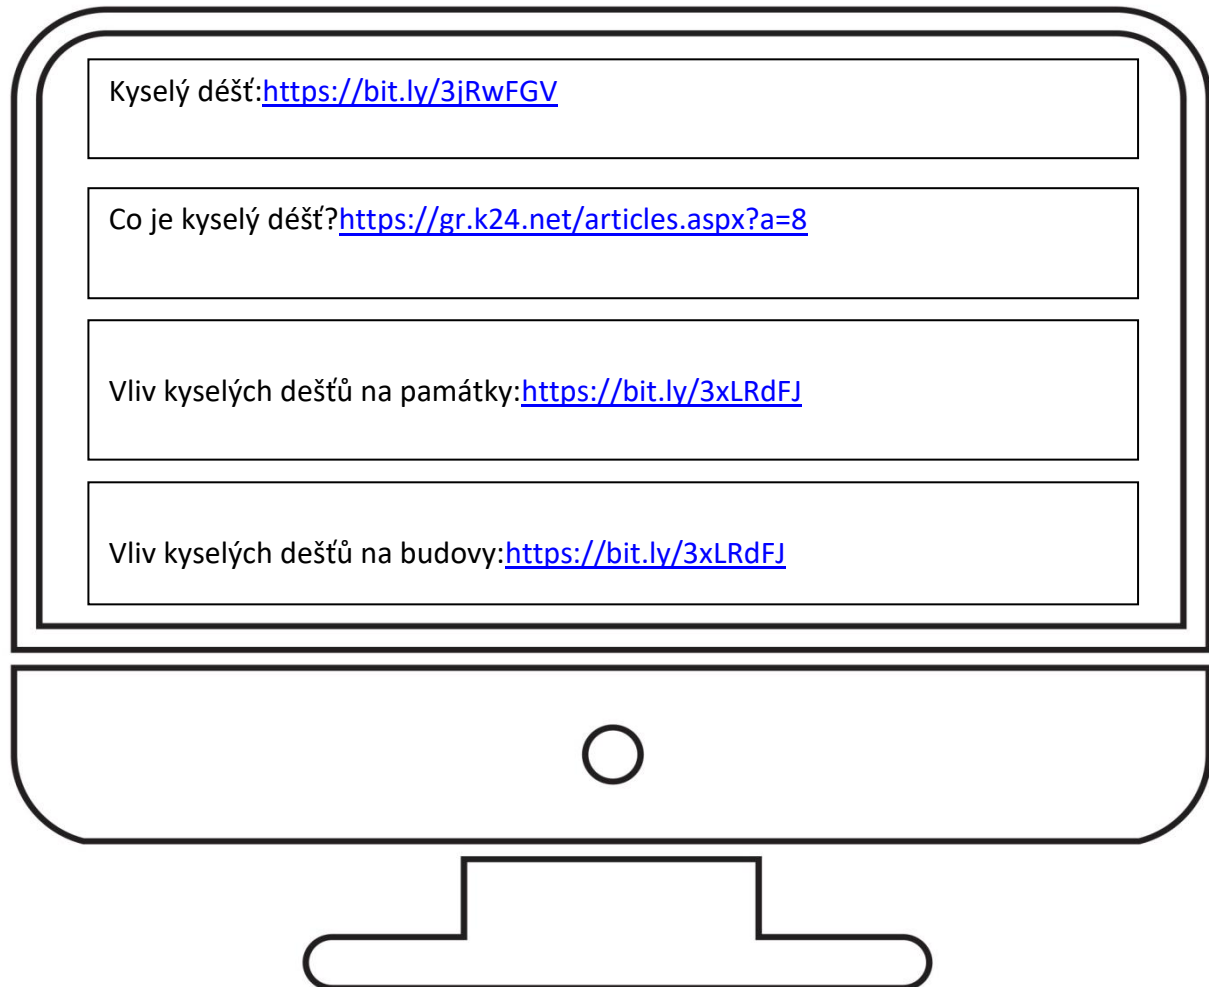 Kyselý déšť:https://bit.ly/3jRwFGV
Co je kyselý déšť?https://gr.k24.net/articles.aspx?a=8
Vliv kyselých dešťů na památky:https://bit.ly/3xLRdFJ
Vliv kyselých dešťů na budovy:https://bit.ly/3xLRdFJ